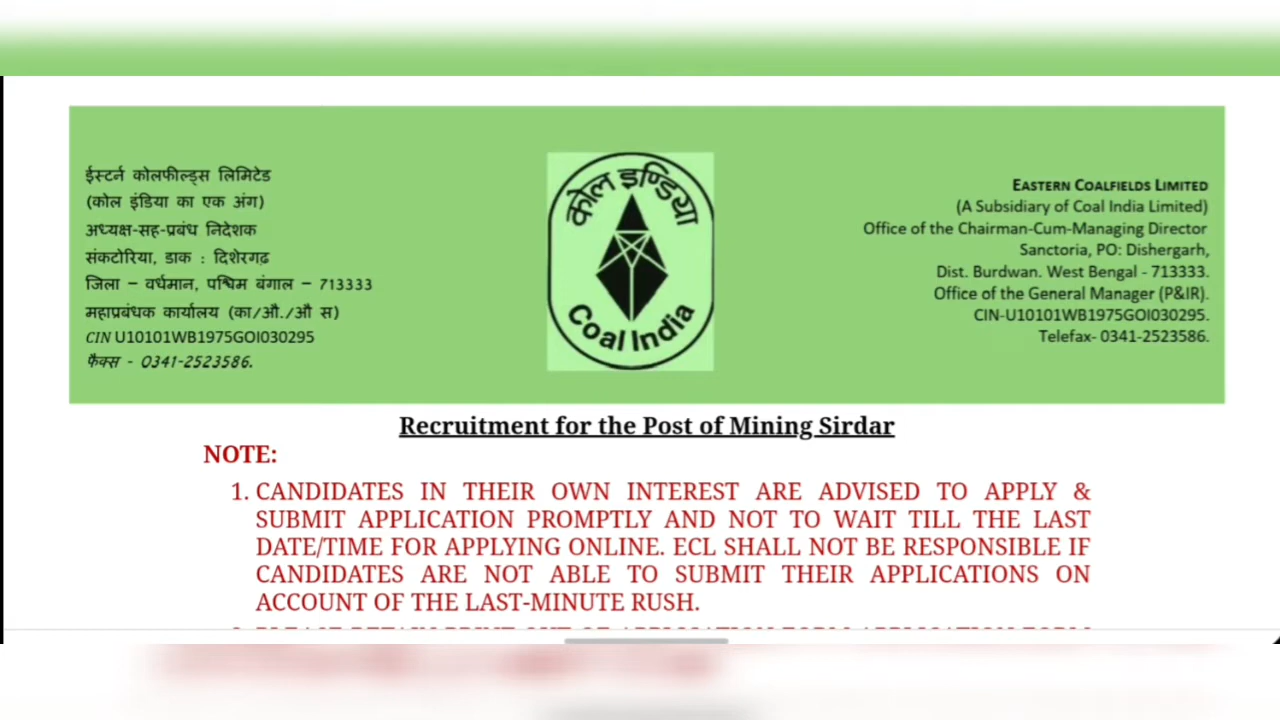 ईस्टर्न कोलफील्ड्स लिमिटेड
(कोल इंडिया का एक अंग)
अध्यक्ष-सह-प्रबंध निदेशक
संकटोरिया, डाक : दिशेरगढ़
जिला – वर्धमान, पश्चिम बंगाल – 713333
महाप्रबंधक कार्यालय (का/औ./औ स)
CIN U10101WB1975GOI030295
फैक्स - 0341-2523586.
कोल इण्डिया
Coal India
EASTERN COALFIELDS LIMITED
(A Subsidiary of Coal India Limited)
Office of the Chairman-Cum-Managing Director
Sanctoria, PO: Dishergarh,
Dist. Burdwan. West Bengal - 713333.
Office of the General Manager (P&IR).
CIN-U10101WB1975GOI030295.
Telefax- 0341-2523586.
Recruitment for the Post of Mining Sirdar
NOTE:
1. CANDIDATES IN THEIR OWN INTEREST ARE ADVISED TO APPLY &
SUBMIT APPLICATION PROMPTLY AND NOT TO WAIT TILL THE LAST
DATE/TIME FOR APPLYING ONLINE. ECL SHALL NOT BE RESPONSIBLE IF
CANDIDATES ARE NOT ABLE TO SUBMIT THEIR APPLICATIONS ON
ACCOUNT OF THE LAST-MINUTE RUSH.